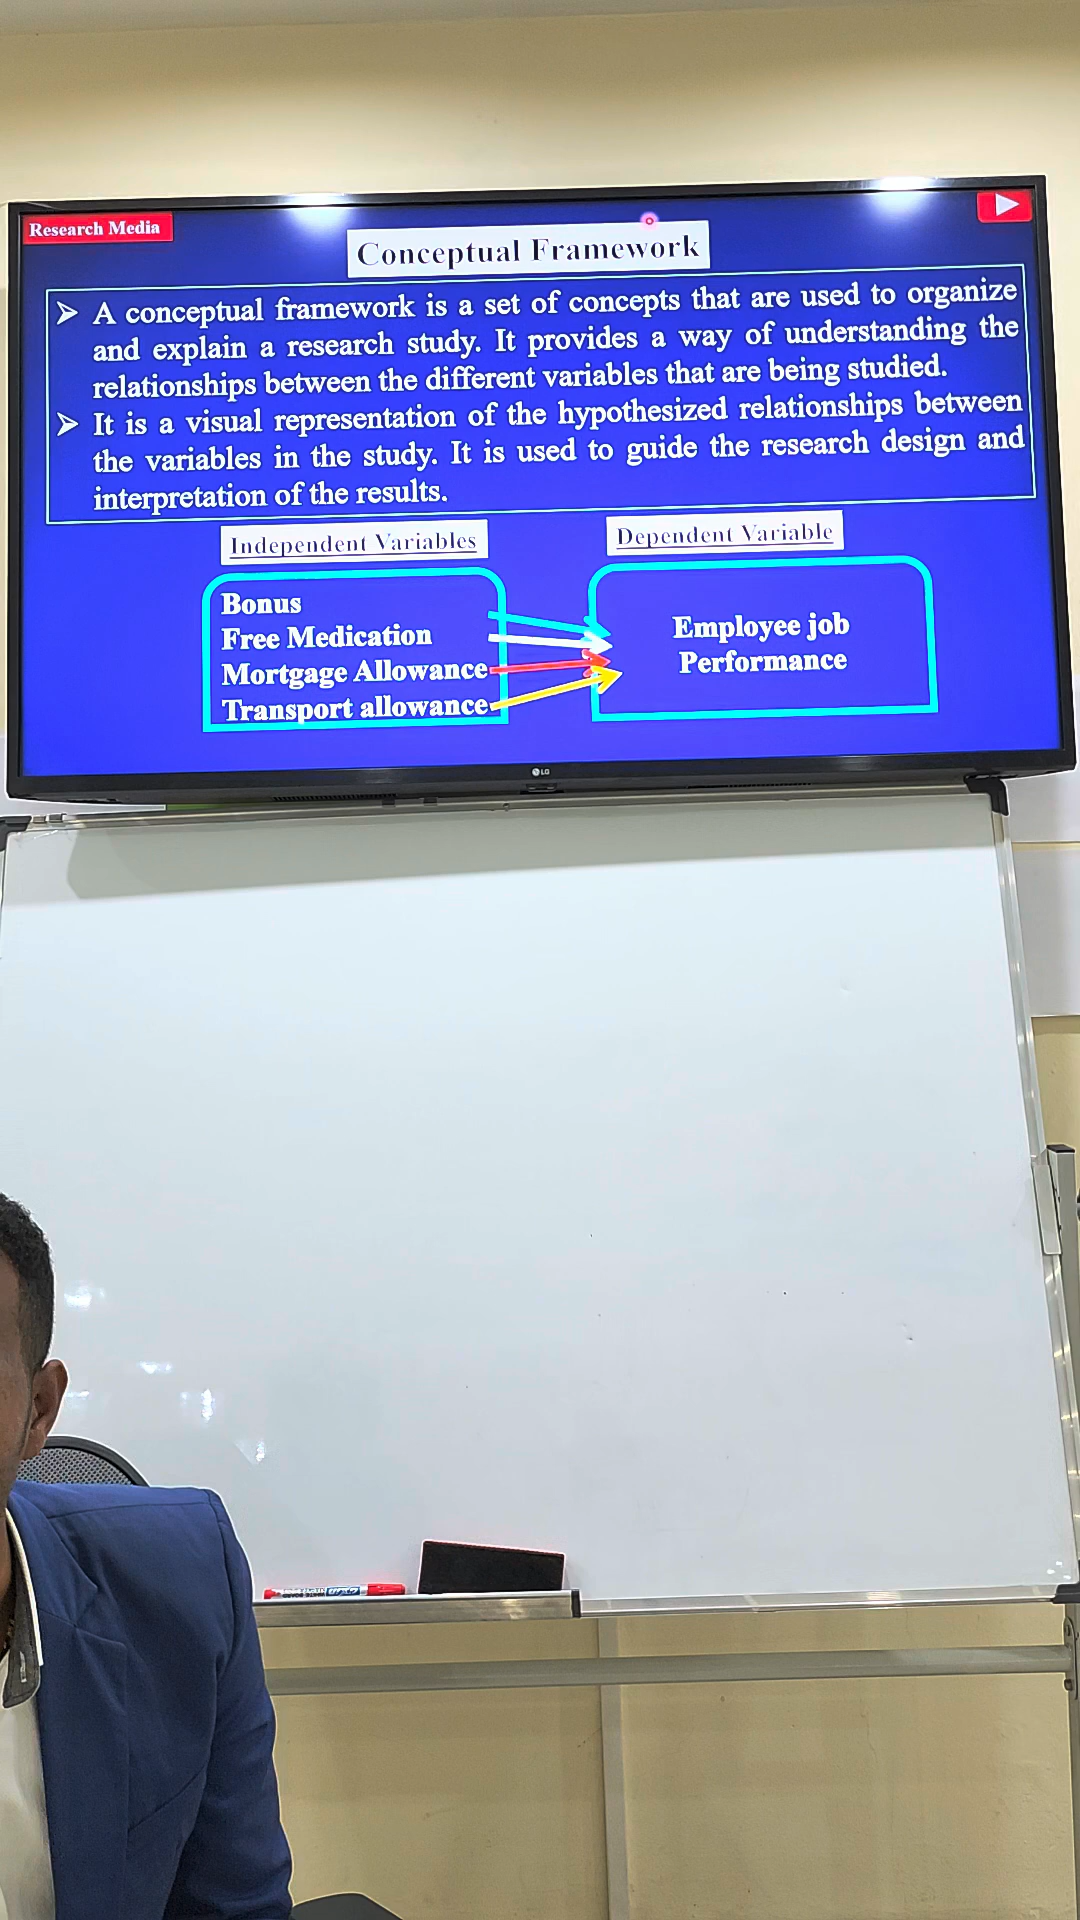 Research Media
Conceptual Framework
➢ A conceptual framework is a set of concepts that are used to organize
and explain a research study. It provides a way of understanding the
relationships between the different variables that are being studied.
➢ It is a visual representation of the hypothesized relationships between
the variables in the study. It is used to guide the research design and
interpretation of the results.
Independent Variables
Dependent Variable
Bonus
Free Medication
Mortgage Allowance
Transport allowance
Employee job
Performance
LG